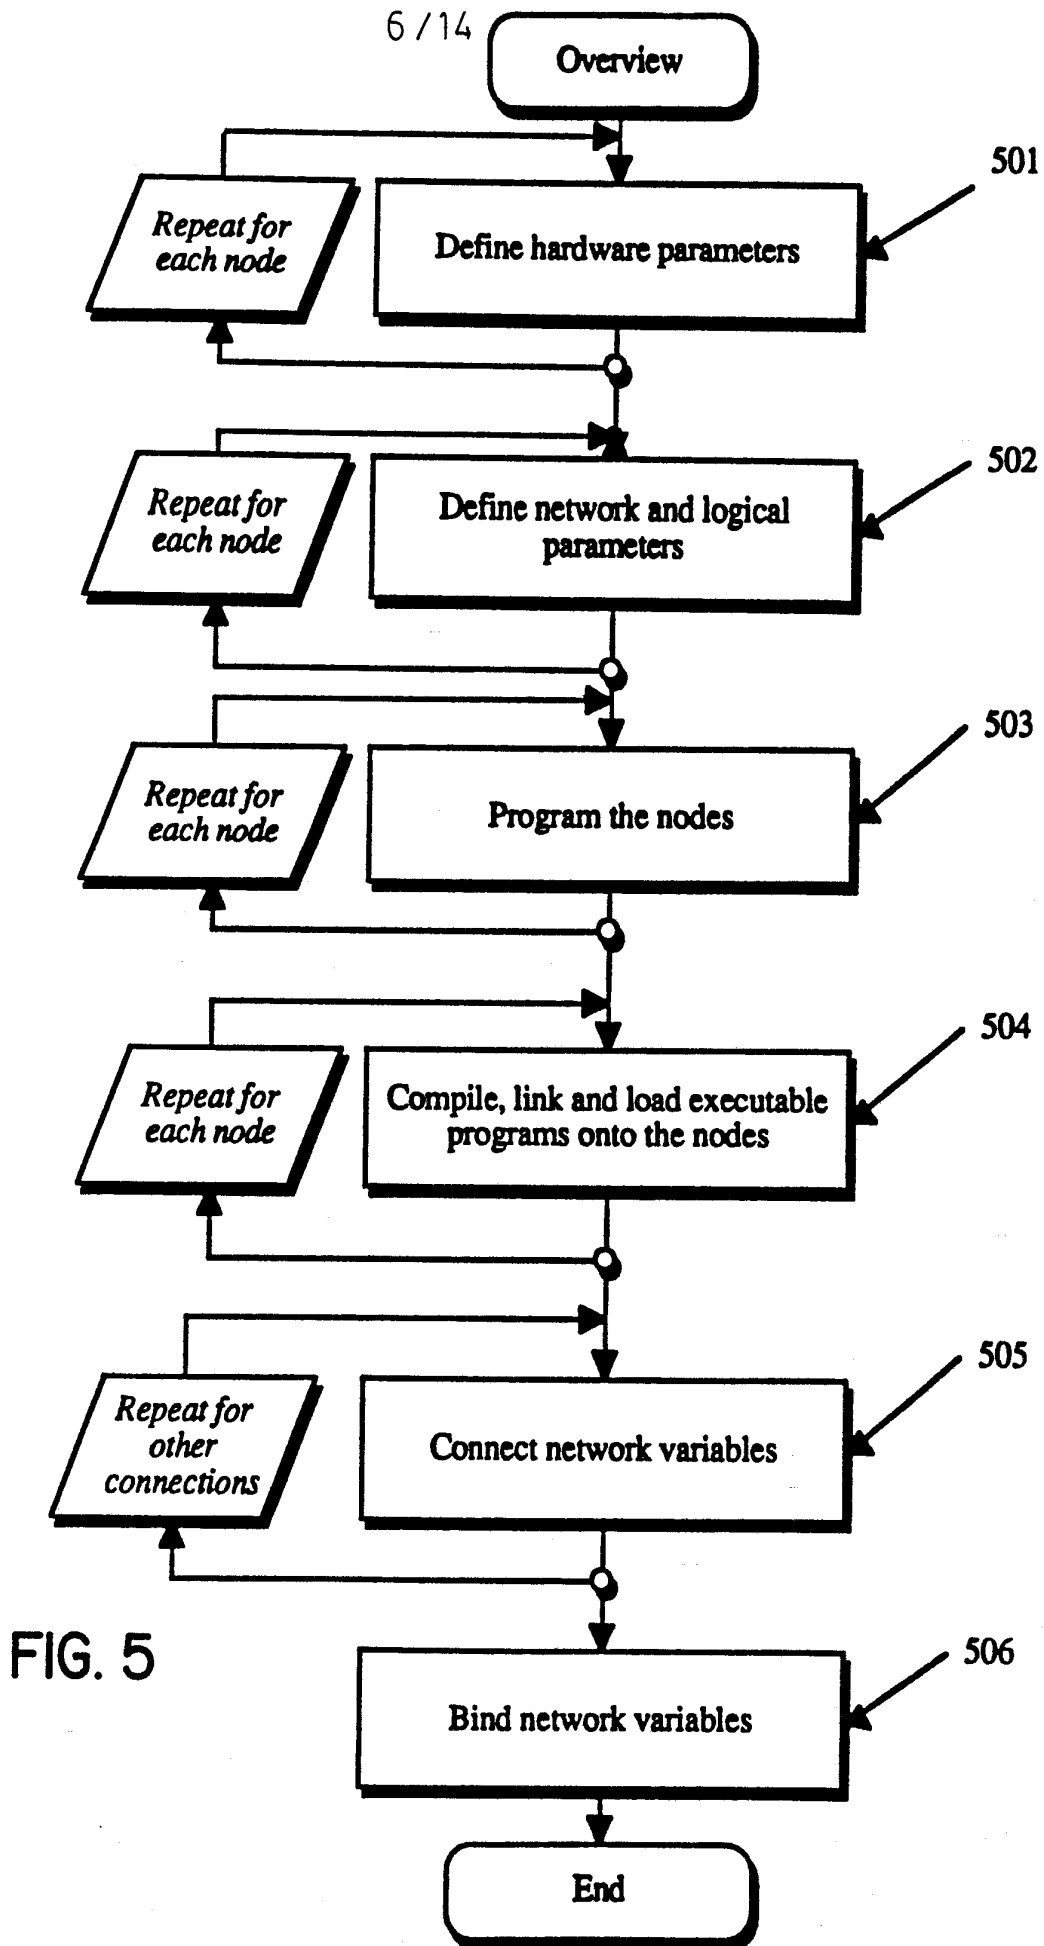 6/14
Overview
501
Repeat for
each node
Define hardware parameters
502
Repeat for
each node
Define network and logical
parameters
503
Repeat for
each node
Program the nodes
504
Repeat for
each node
Compile, link and load executable
programs onto the nodes
505
Repeat for
other
connections
Connect network variables
FIG. 5
506
Bind network variables
End